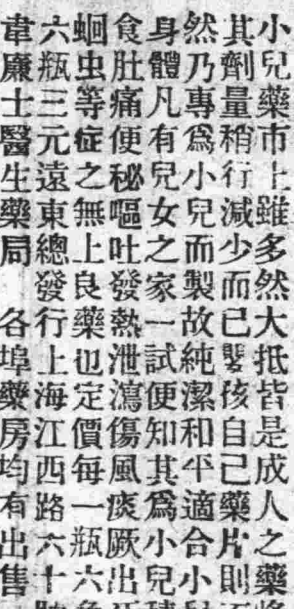 小兒藥市上雖多然大抵皆是成人之藥
其劑量稍行減少而已嬰孩自己藥片則
然乃專爲小兒而製故純潔和平適合小
身體凡有兒女之家一試便知其爲小兒
食肚痛便秘嘔吐發熱泄瀉傷風痰厥出
蛔虫等症之無上良藥也定價每一瓶六
六瓶三元遠東總發行上海江西路六十
韋廉士醫生藥局 各埠藥房均有出售